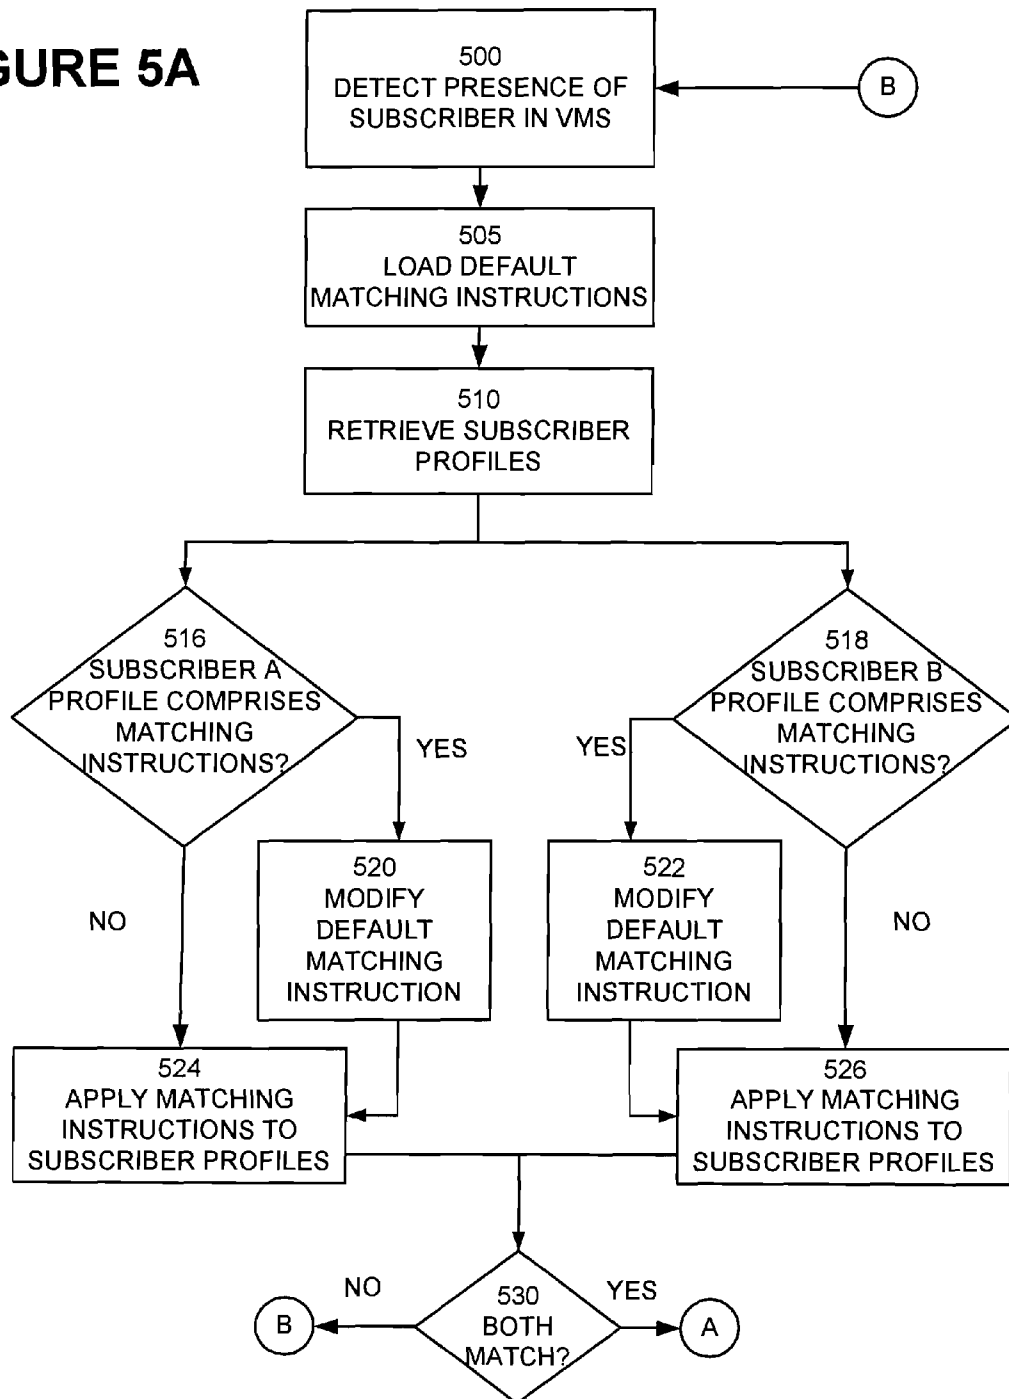 GURE 5A
500
DETECT PRESENCE OF
SUBSCRIBER IN VMS
B
505
LOAD DEFAULT
MATCHING INSTRUCTIONS
510
RETRIEVE SUBSCRIBER
PROFILES
516
SUBSCRIBER A
PROFILE COMPRISES
MATCHING
INSTRUCTIONS?
518
SUBSCRIBER B
PROFILE COMPRISES
MATCHING
INSTRUCTIONS?
YES
YES
520
MODIFY
DEFAULT
MATCHING
INSTRUCTION
522
MODIFY
DEFAULT
MATCHING
INSTRUCTION
NO
NO
524
APPLY MATCHING
INSTRUCTIONS TO
SUBSCRIBER PROFILES
526
APPLY MATCHING
INSTRUCTIONS TO
SUBSCRIBER PROFILES
NO
YES
530
BOTH
MATCH?
B
A